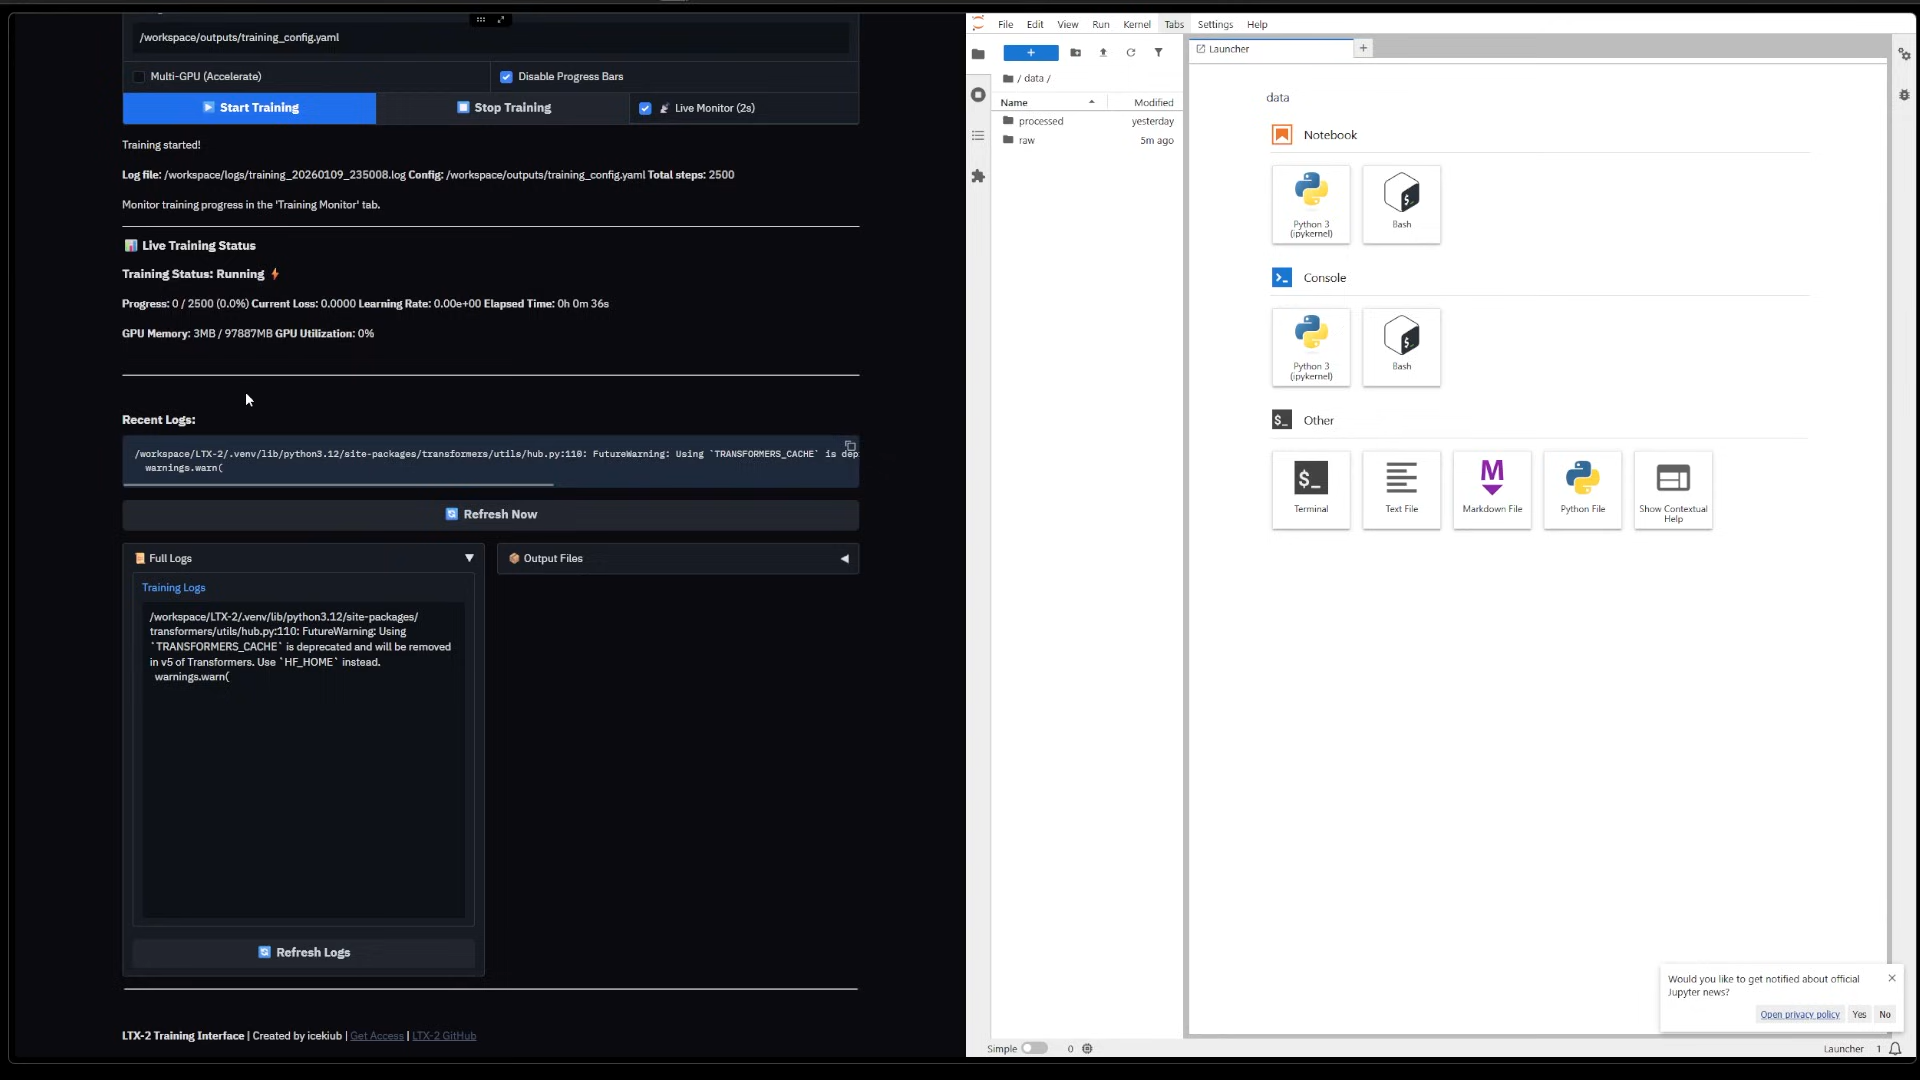 /workspace/outputs/training_config.yaml
Multi-GPU (Accelerate)
Disable Progress Bars
Start Training
Stop Training
Live Monitor (2s)
Training started!
Log file: /workspace/logs/training_20260109_235008.log Config: /workspace/outputs/training_config.yaml Total steps: 2500
Monitor training progress in the 'Training Monitor' tab.
Live Training Status
Training Status: Running
Progress: 0 / 2500 (0.0%) Current Loss: 0.0000 Learning Rate: 0.00e+00 Elapsed Time: 0h 0m 36s
GPU Memory: 3MB / 97887MB GPU Utilization: 0%
Recent Logs:
/workspace/LTX-2/.venv/lib/python3.12/site-packages/transformers/utils/hub.py:110: FutureWarning: Using `TRANSFORMERS_CACHE` is dep
warnings.warn(
Refresh Now
Full Logs
Output Files
Training Logs
/workspace/LTX-2/.venv/lib/python3.12/site-packages/
transformers/utils/hub.py:110: FutureWarning: Using
`TRANSFORMERS_CACHE` is deprecated and will be removed
in v5 of Transformers. Use `HF_HOME` instead.
warnings.warn(
Refresh Logs
LTX-2 Training Interface | Created by icekiub | Get Access | LTX-2 GitHub
File Edit View Run Kernel Tabs Settings Help
Launcher
+
/ data /
Name Modified
processed yesterday
raw 5m ago
data
Notebook
Python 3
(ipykernel)
Bash
Console
Python 3
(ipykernel)
Bash
Other
$_
Terminal
Text File
M
Markdown File
Python File
Show Contextual
Help
Would you like to get notified about official
Jupyter news?
Open privacy policy Yes No
Simple 0
Launcher 1